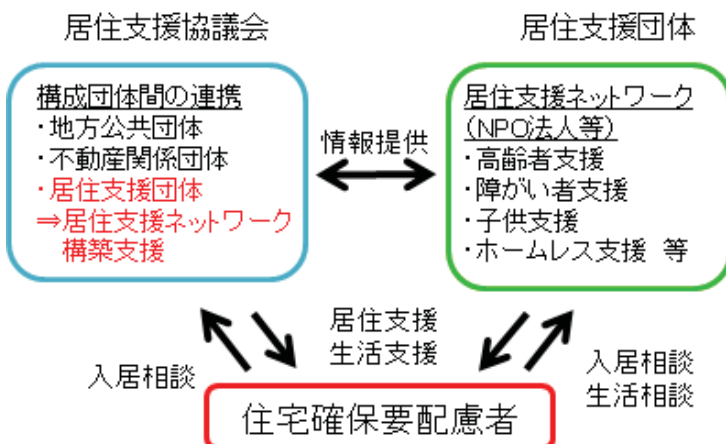 居住支援協議会
構成団体間の連携
・地方公共団体
・不動産関係団体
・居住支援団体
⇒居住支援ネットワーク
構築支援
情報提供
居住支援団体
居住支援ネットワーク
(NPO法人等)
・高齢者支援
・障がい者支援
・子供支援
・ホームレス支援 等
入居相談
居住支援
生活支援
入居相談
生活相談
住宅確保要配慮者